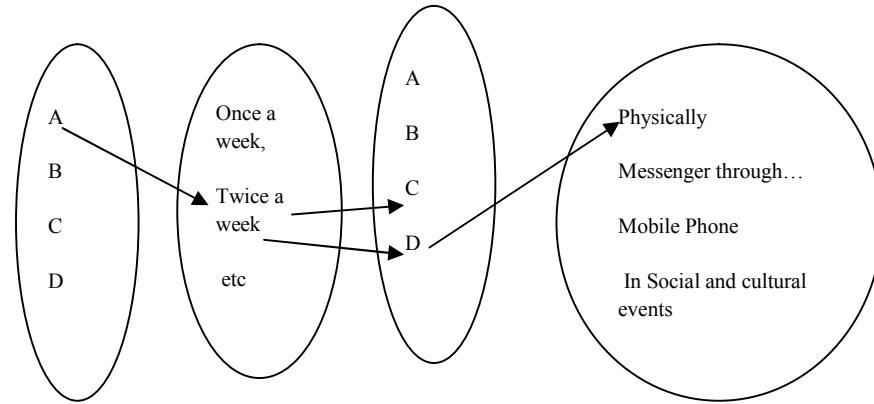 A
B
C
D
Once a
week,
Twice a
week
etc
A
B
C
D
Physically
Messenger through…
Mobile Phone
In Social and cultural
events